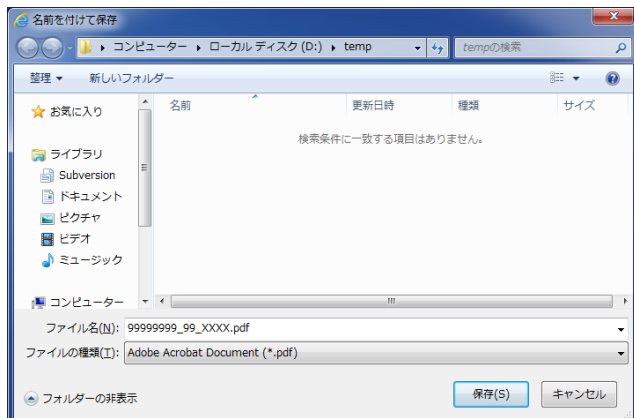 名前を付けて保存
コンピューター ▸ ローカル ディスク (D:) ▸ temp
tempの検索
整理 新しいフォルダー
名前 更新日時 種類 サイズ
検索条件に一致する項目はありません。
お気に入り
ライブラリ
Subversion
ドキュメント
ピクチャ
ビデオ
ミュージック
コンピューター
ファイル名(N): 99999999_99_XXXX.pdf
ファイルの種類(T): Adobe Acrobat Document (*.pdf)
フォルダーの非表示
保存(S) キャンセル